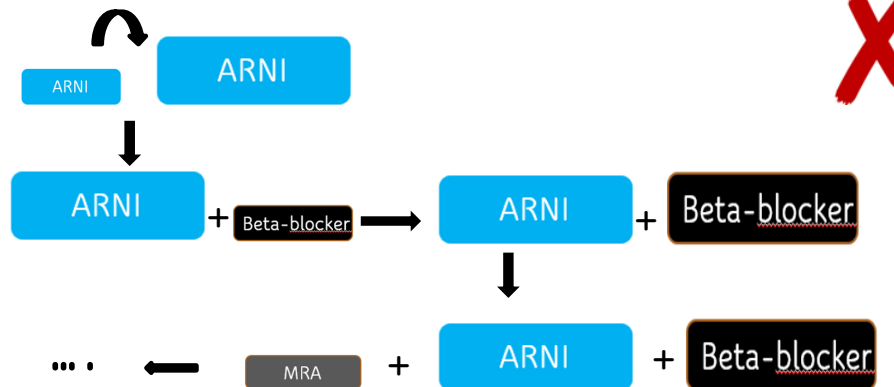 ARNI
ARNI
ARNI + Beta-blocker ARNI + Beta-blocker
.... MRA + ARNI + Beta-blocker